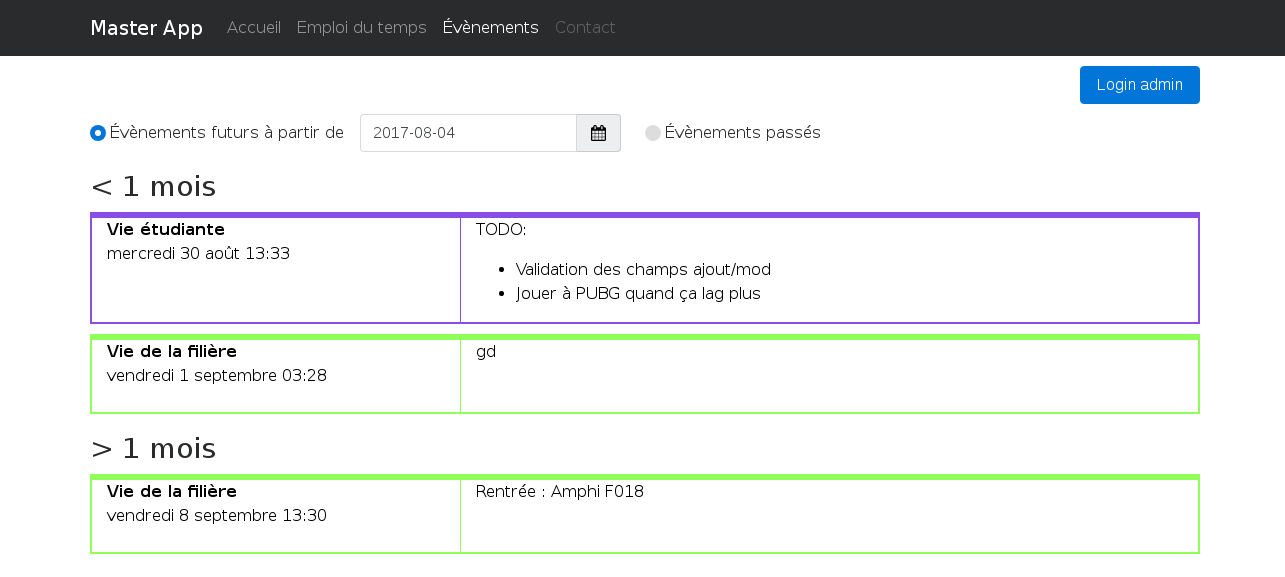 Master App Accueil Emploi du temps Évènements Contact
Login admin
Évènements futurs à partir de 2017-08-04 Évènements passés
< 1 mois
Vie étudiante
mercredi 30 août 13:33
TODO:
• Validation des champs ajout/mod
• Jouer à PUBG quand ça lag plus
Vie de la filière
vendredi 1 septembre 03:28
gd
> 1 mois
Vie de la filière
vendredi 8 septembre 13:30
Rentrée : Amphi F018